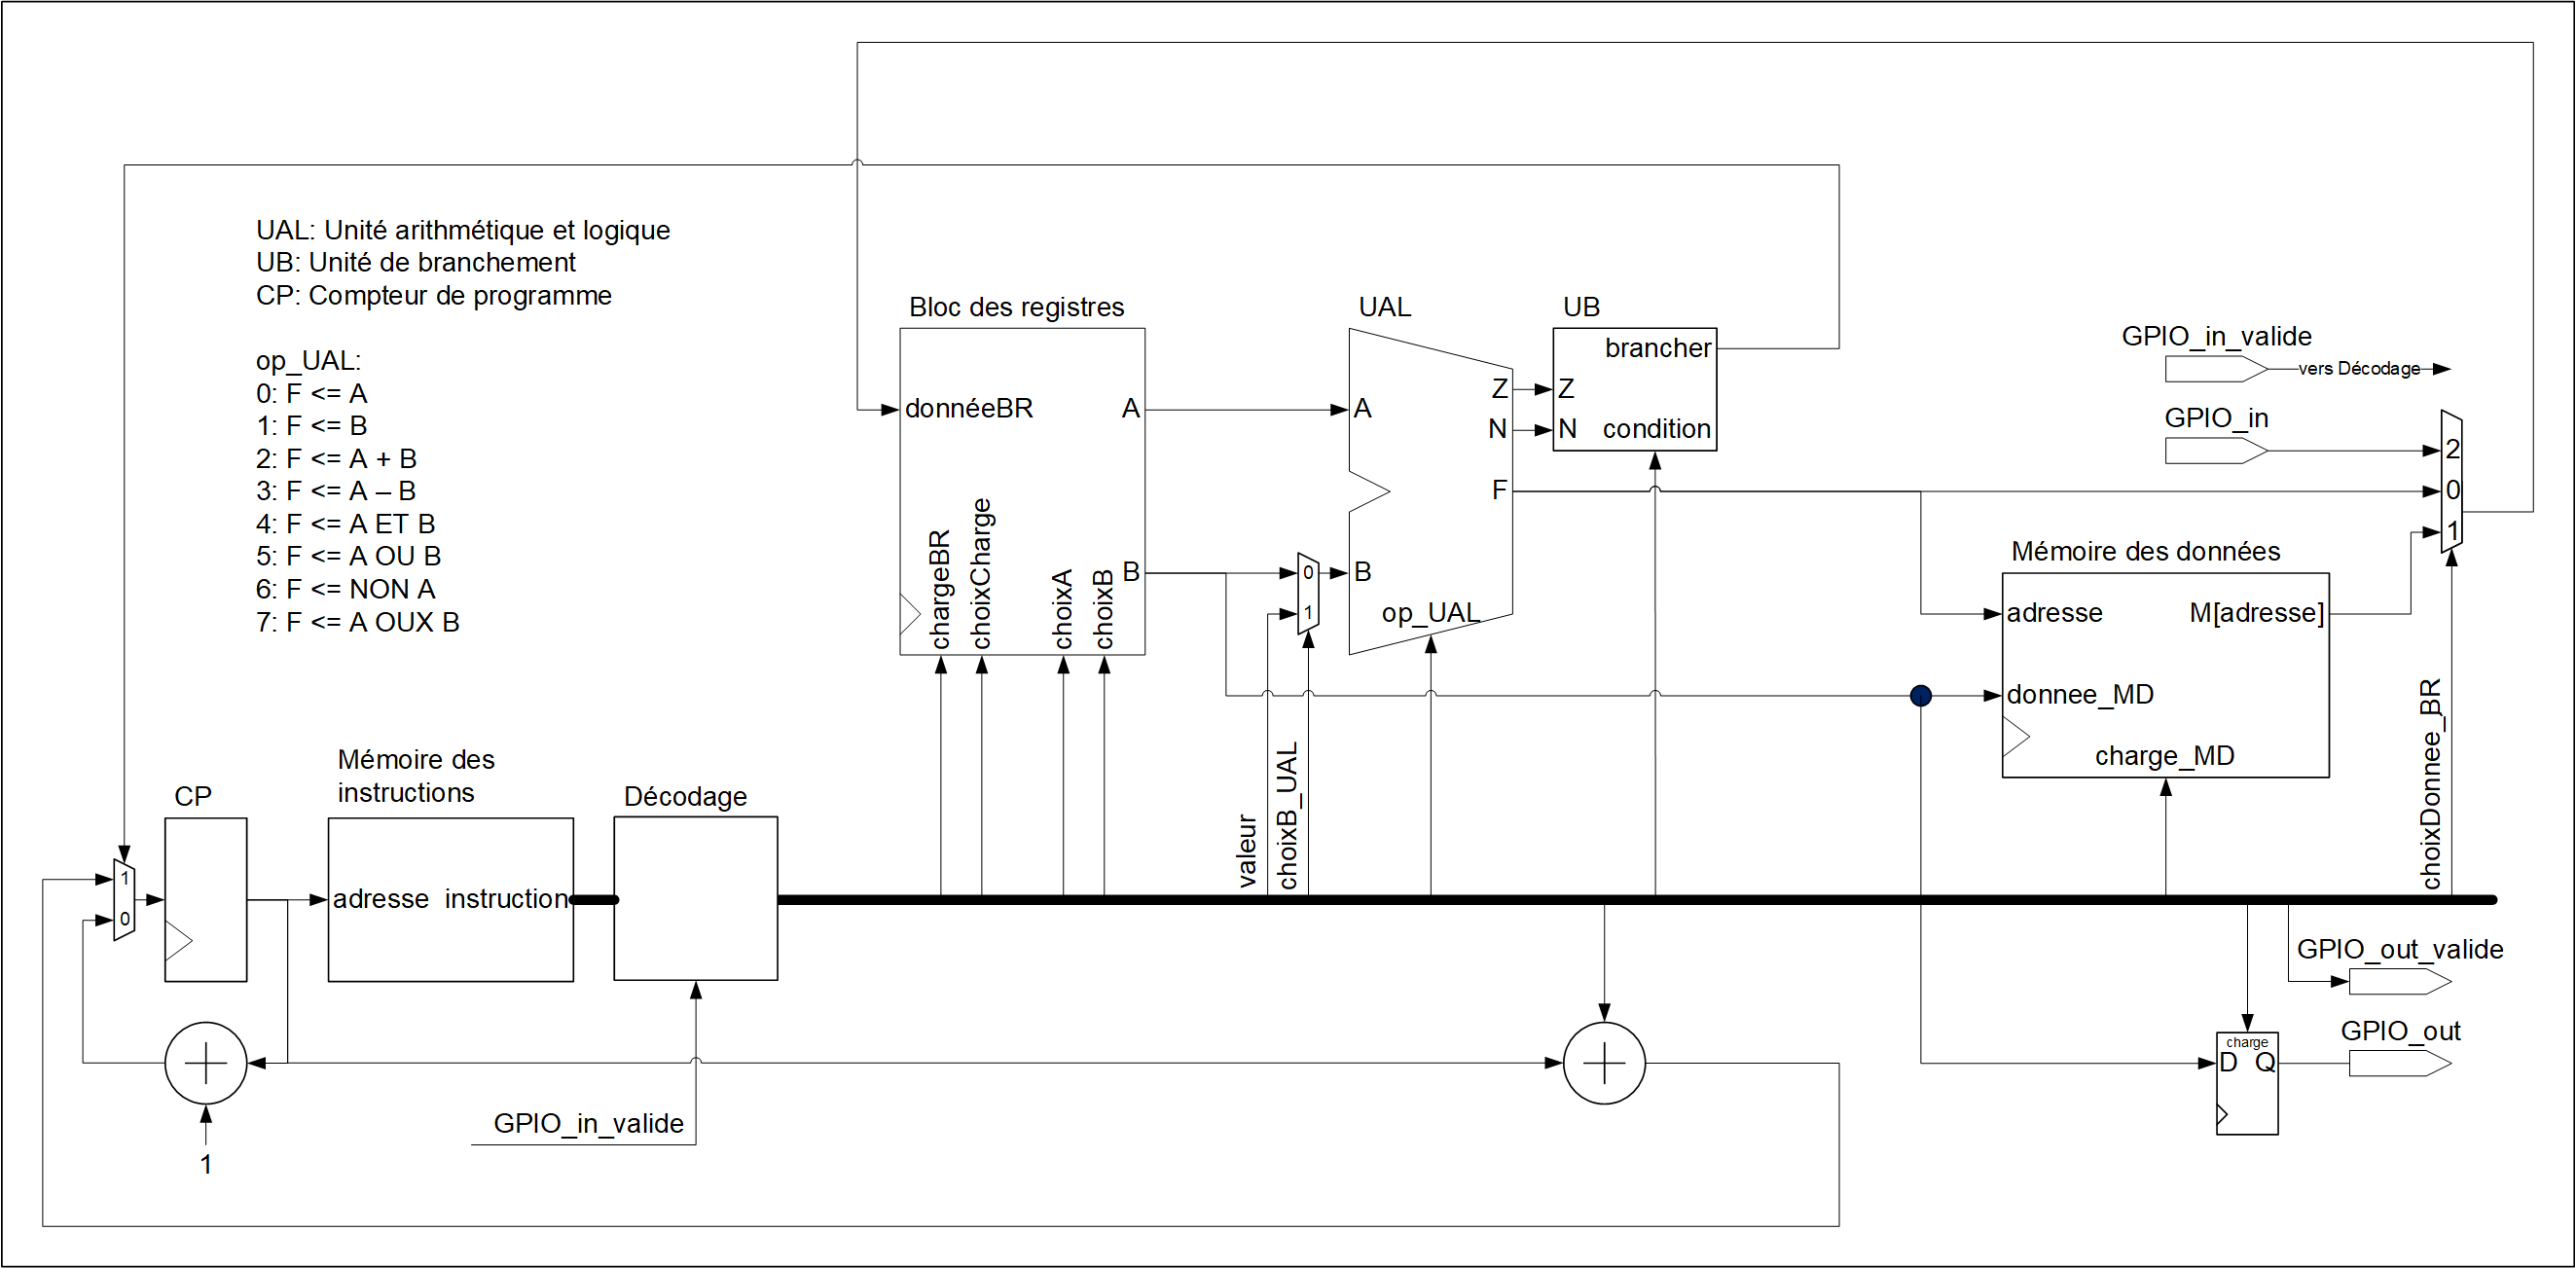 UAL: Unité arithmétique et logique
UB: Unité de branchement
CP: Compteur de programme
op_UAL:
0: F <= A
1: F <= B
2: F <= A + B
3: F <= A – B
4: F <= A ET B
5: F <= A OU B
6: F <= NON A
7: F <= A OUX B
Bloc des registres
donnéeBR
A
B
chargeBR
choixCharge
choixA
choixB
0
1
valeur
choixB_UAL
UAL
A
B
Z
N
F
op_UAL
UB
brancher
Z
N
condition
GPIO_in_valide
vers Décodage
GPIO_in
2
0
1
Mémoire des données
adresse
M[adresse]
donnee_MD
charge_MD
choixDonnee_BR
CP
1
0
1
Mémoire des
instructions
adresse instruction
Décodage
GPIO_in_valide
GPIO_out_valide
GPIO_out
charge
D Q